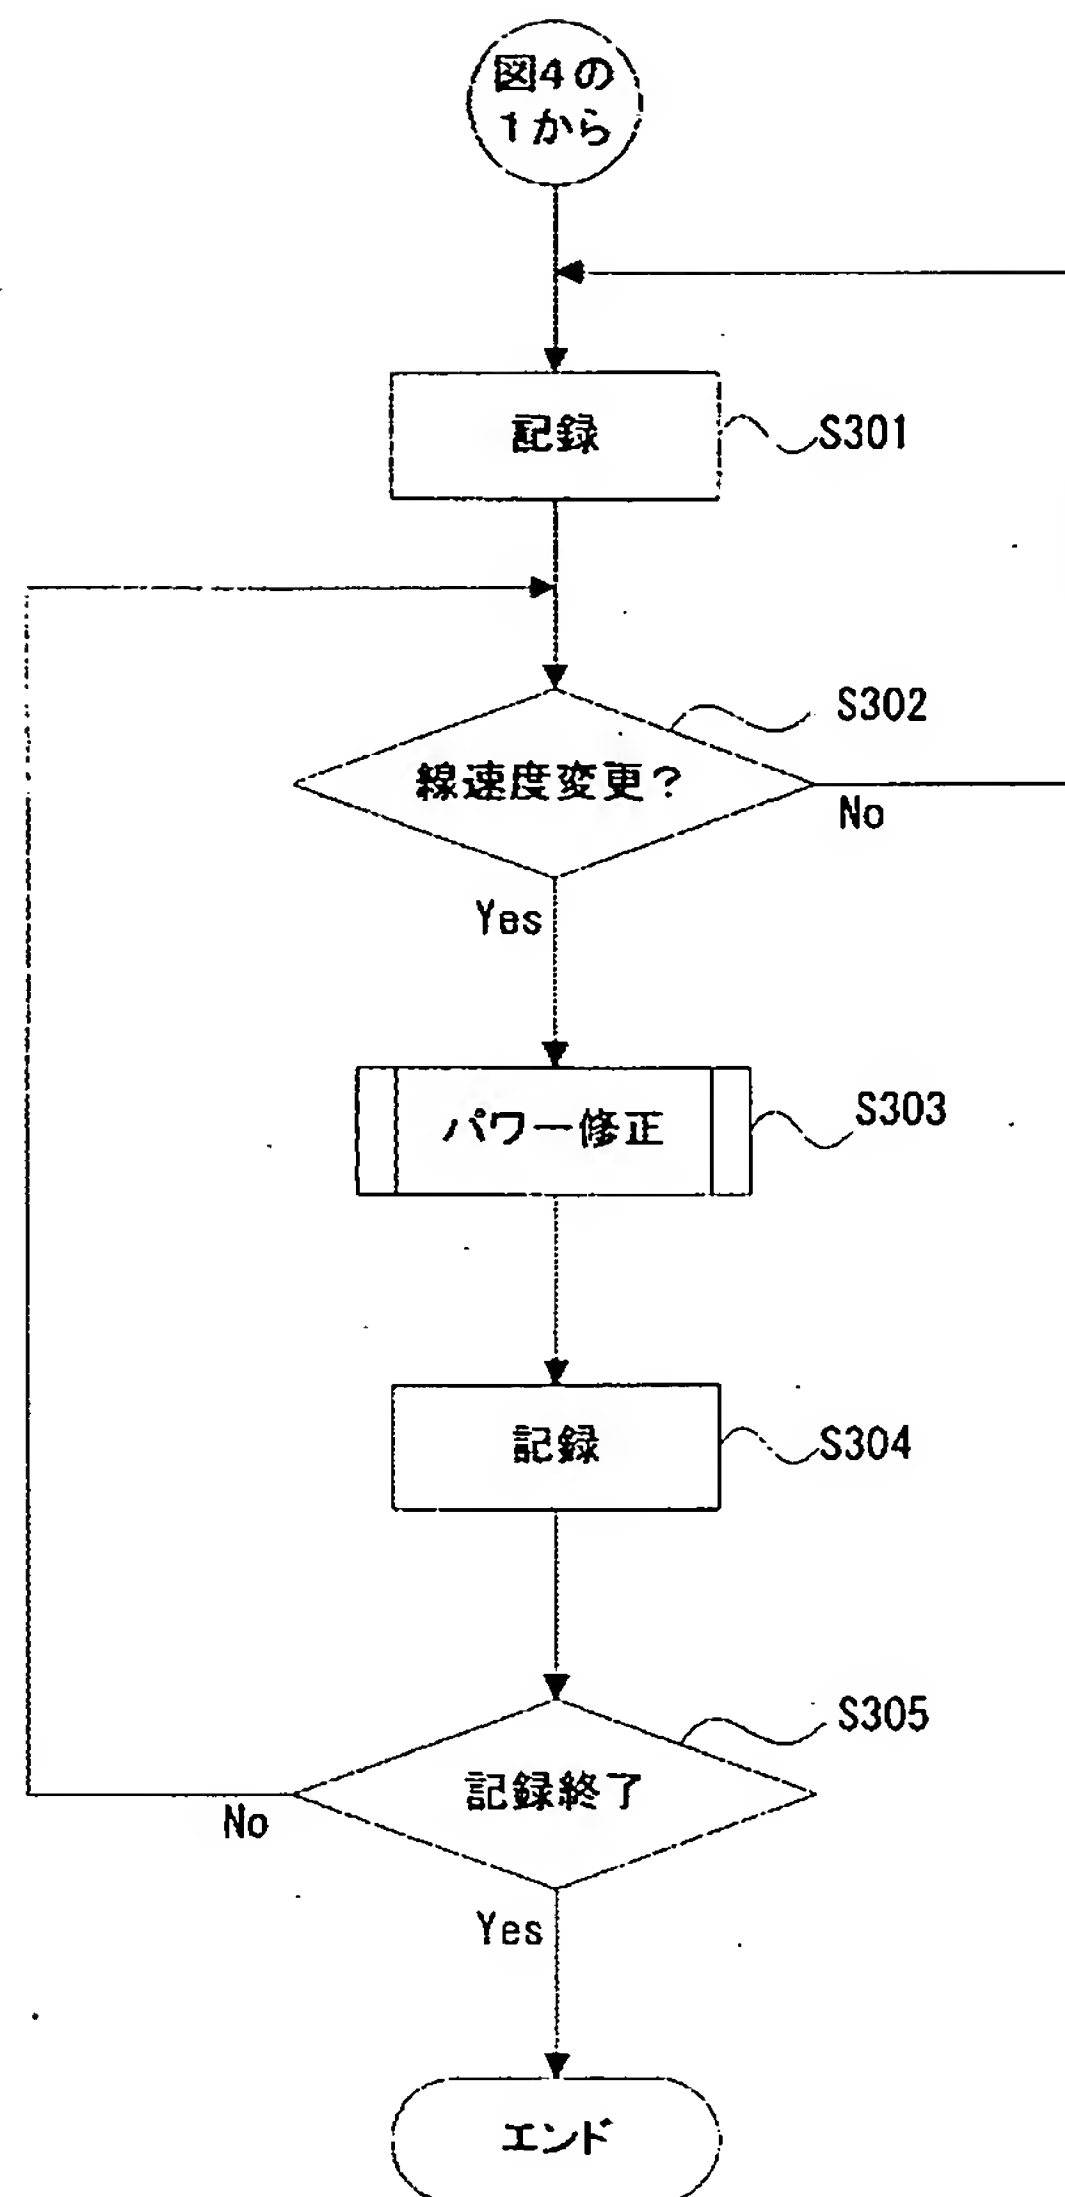 図4の
1から
記録
S301
S302
線速度変更?
No
Yes
パワー修正
S303
記録
S304
S305
記録終了
No
Yes
エンド